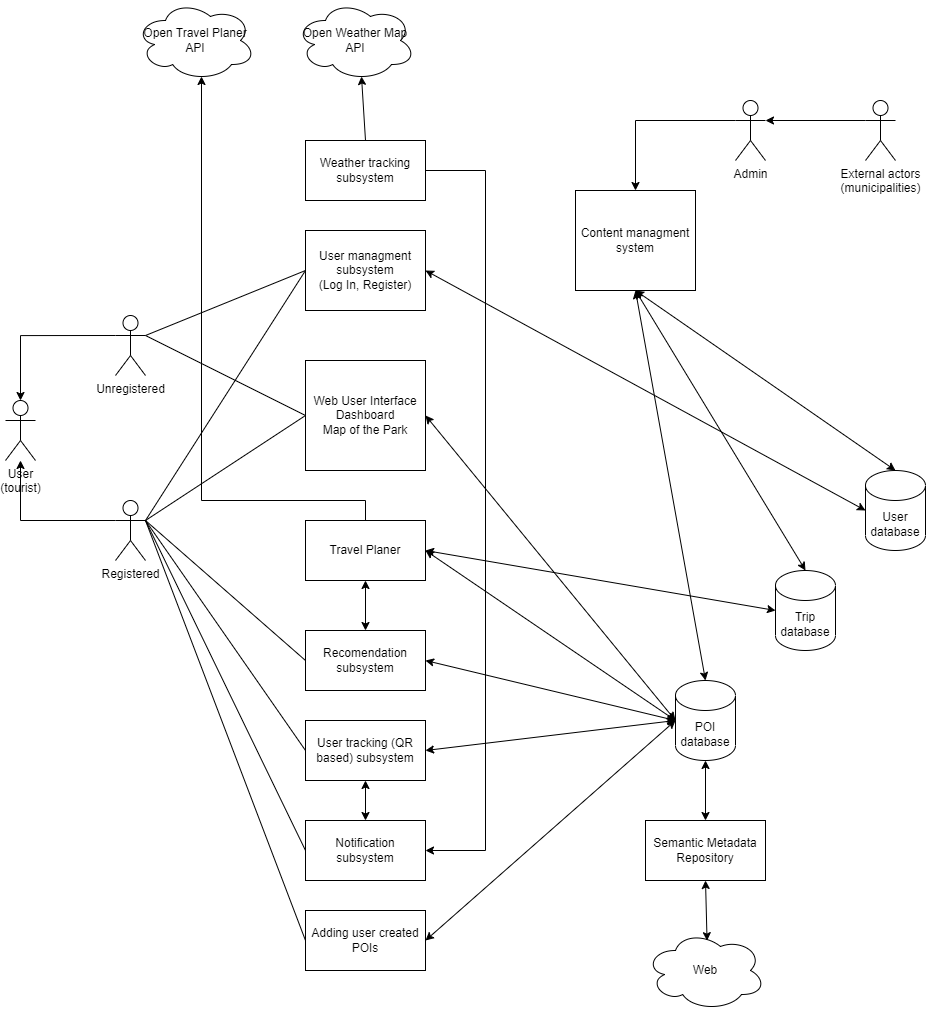 Open Travel Planer
API
Open Weather Map
API
Weather tracking
subsystem
Admin
External actors
(municipalities)
Content managment
system
User managment
subsystem
(Log In, Register)
Unregistered
Web User Interface
Dashboard
Map of the Park
User
(tourist)
User
database
Registered
Travel Planer
Trip
database
Recomendation
subsystem
POI
database
User tracking (QR
based) subsystem
Notification
subsystem
Semantic Metadata
Repository
Adding user created
POIs
Web